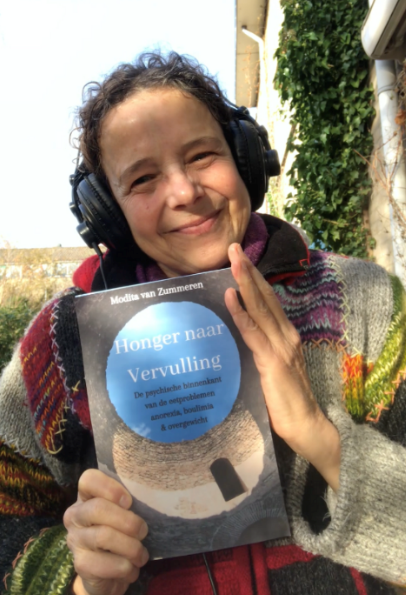 Modita van Zummeren
Honger naar
Vervulling
De psychische binnenkant
van de eetproblemen
anorexia, boulimia
& overgewicht